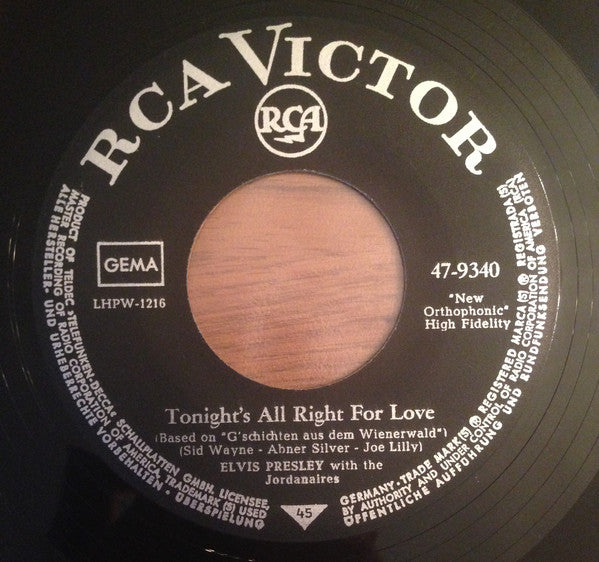 RCA VICTOR
RCA
GEMA
LHPW-1216
47-9340
"New
Orthophonic"
High Fidelity
Tonight's All Right For Love
(Based on "G'schichten aus dem Wienerwald")
(Sid Wayne - Abner Silver - Joe Lilly)
ELVIS PRESLEY with the
Jordanaires
45
PRODUCT OF TELDEC »TELEFUNKEN-DECCA« SCHALLPLATTEN GMBH, LICENSEE,
MASTER RECORDING OF RADIO CORPORATION OF AMERICA, TRADEMARK (S) USED
ALLE HERSTELLER- UND URHEBERRECHTE VORBEHALTEN · ÜBERSPIELUNG
GERMANY · TRADE MARK(S) ® REGISTERED MARCA(S) ® REGISTRADA(S)
BY AUTHORITY AND UNDER CONTROL OF RADIO CORPORATION OF AMERICA
ÖFFENTLICHE AUFFÜHRUNG UND RUNDFUNKSENDUNG VERBOTEN